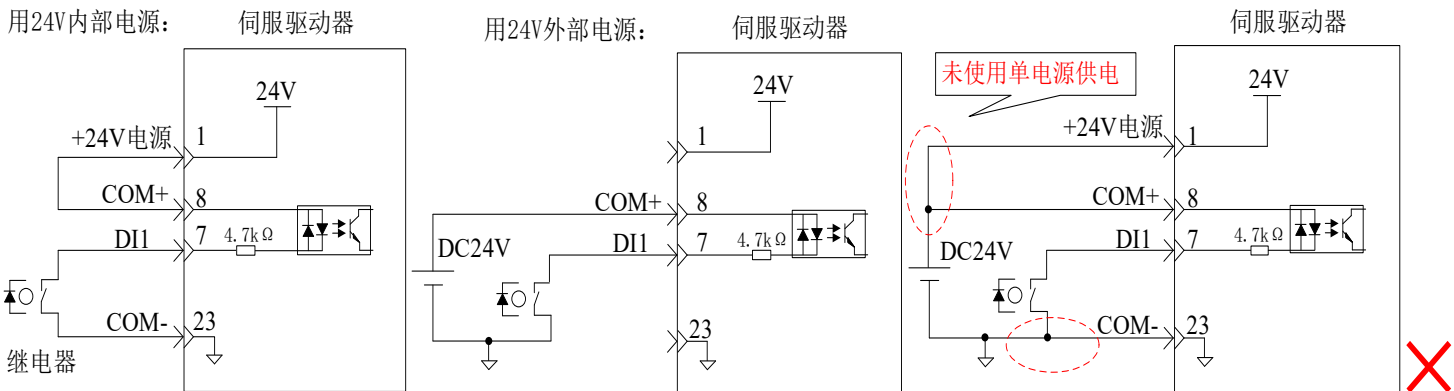 用24V内部电源：
伺服驱动器
24V
+24V电源
1
COM+
8
DI1
7
4.7kΩ
COM-
23
继电器
用24V外部电源：
伺服驱动器
24V
1
COM+
8
DI1
7
4.7kΩ
DC24V
23
伺服驱动器
未使用单电源供电
24V
+24V电源
1
COM+
8
DI1
7
4.7kΩ
DC24V
COM-
23